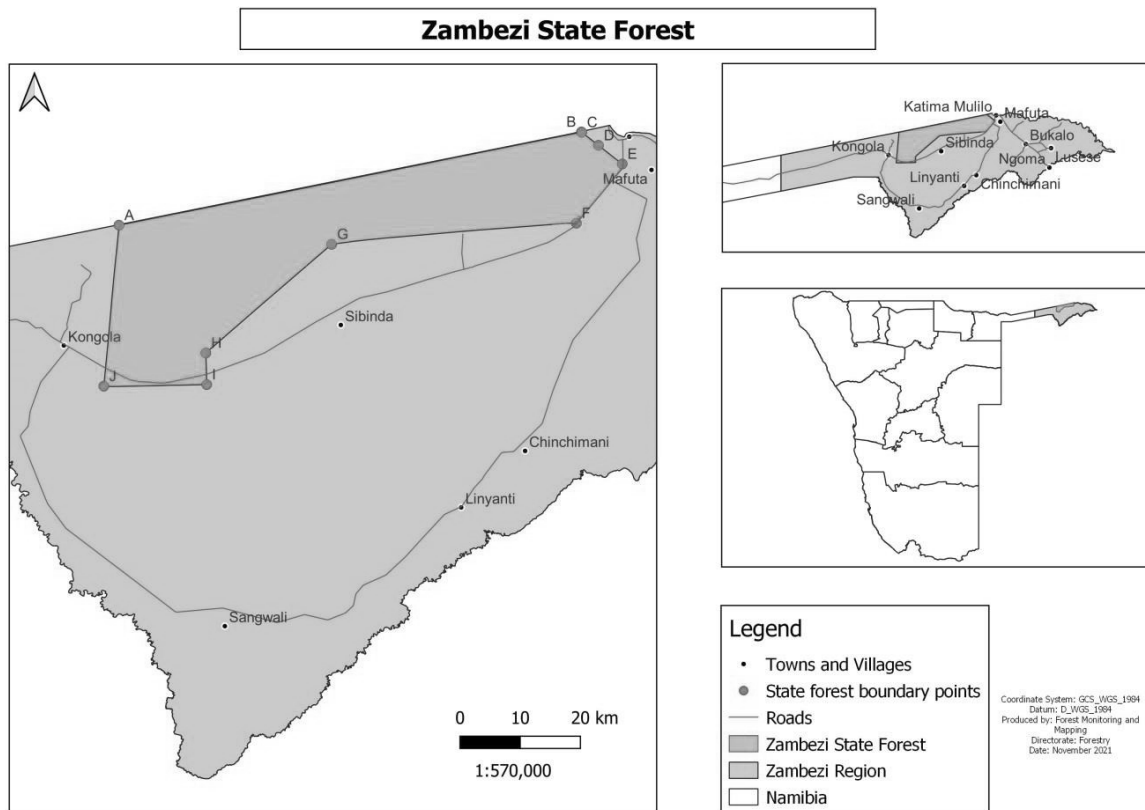 Zambezi State Forest
B
C
D
E
Mafuta
A
F
G
Sibinda
Kongola
H
J
I
Chinchimani
Linyanti
Sangwali
0 10 20 km
1:570,000
Katima Mulilo
Mafuta
Bukalo
Kongola
Sibinda
Ngoma
Lusese
Linyanti
Chinchimani
Sangwali
Legend
Towns and Villages
State forest boundary points
Roads
Zambezi State Forest
Zambezi Region
Namibia
Coordinate System: GCS_WGS_1984
Datum: D_WGS_1984
Produced by: Forest Monitoring and
Mapping
Directorate: Forestry
Date: November 2021